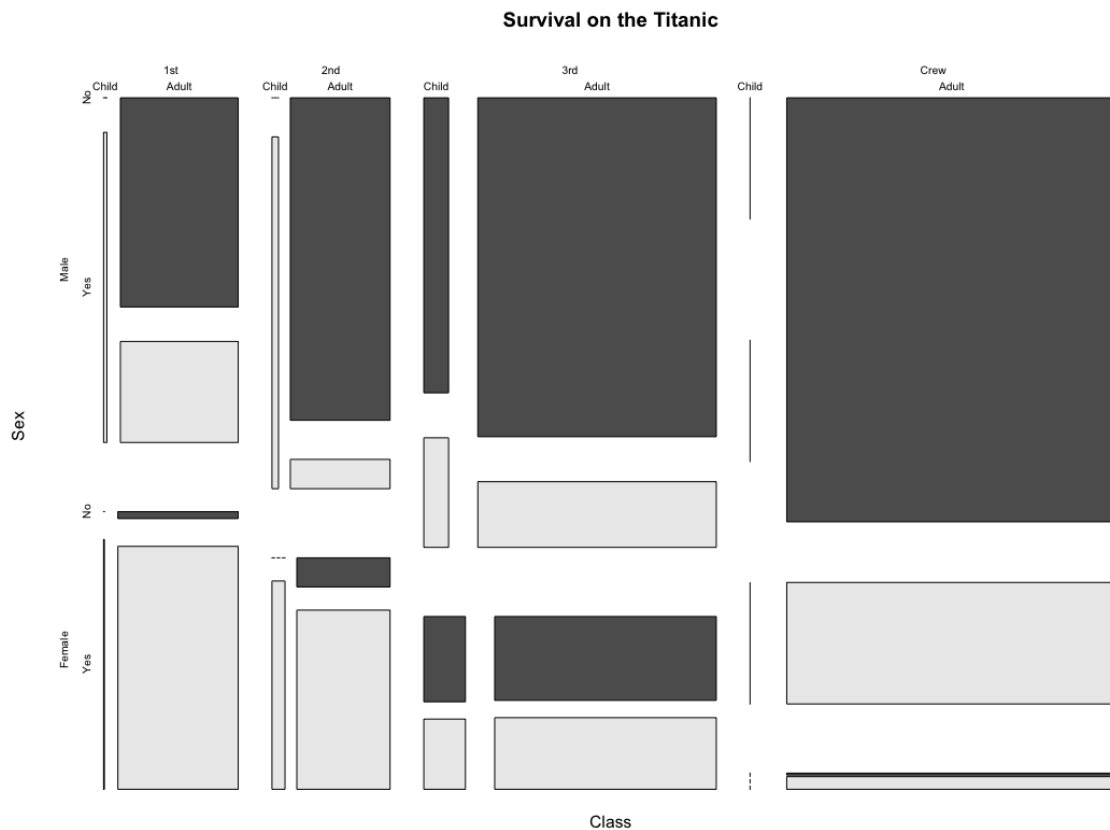 Survival on the Titanic
1st 2nd 3rd Crew
Child Adult Child Adult Child Adult Child Adult
No
Male
Yes
Sex
No
Female
Yes
Class